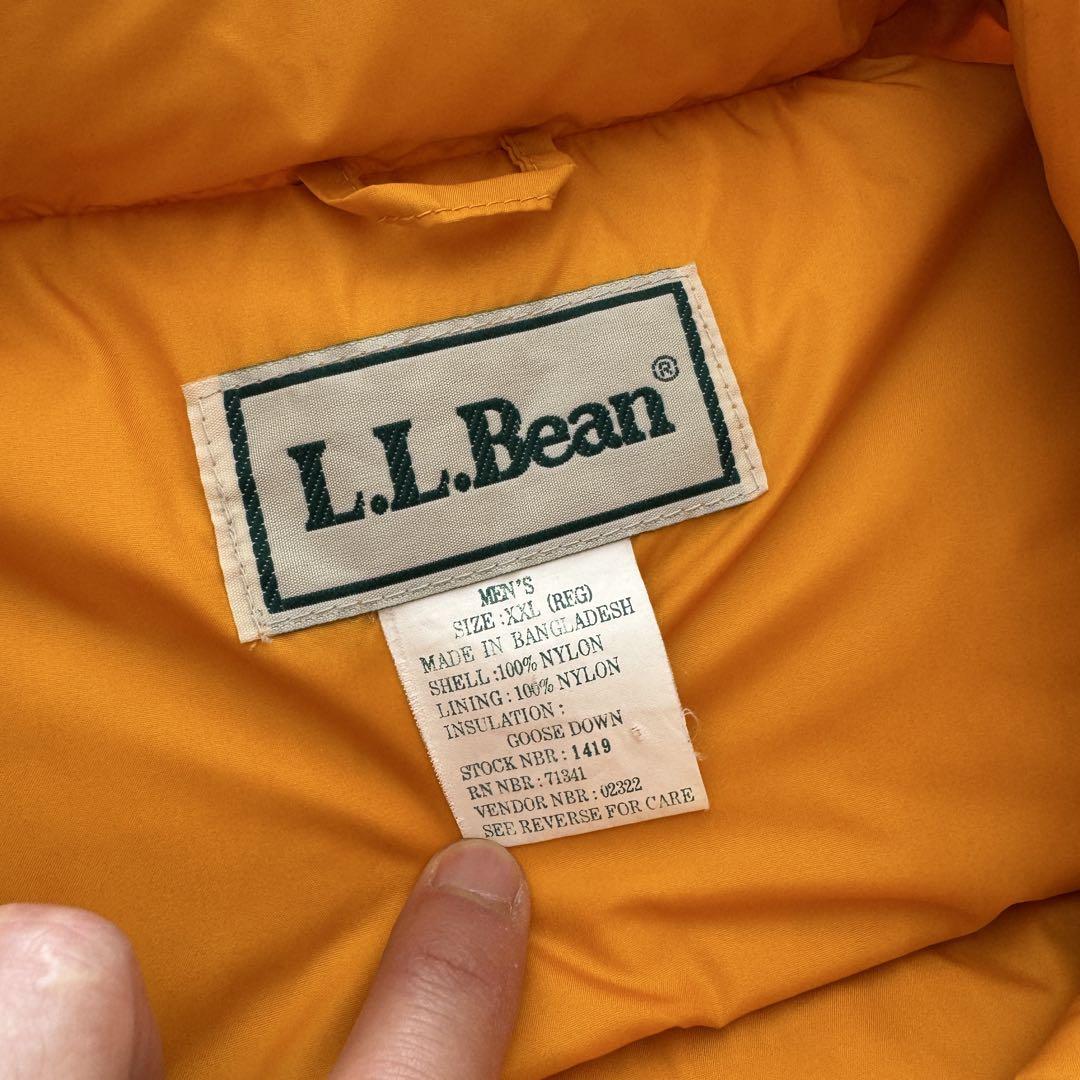 L.L.Bean®
MEN'S
SIZE :XXL (REG)
MADE IN BANGLADESH
SHELL :100% NYLON
LINING : 100% NYLON
INSULATION :
GOOSE DOWN
STOCK NBR : 1419
RN NBR : 71341
VENDOR NBR : 02322
SEE REVERSE FOR CARE